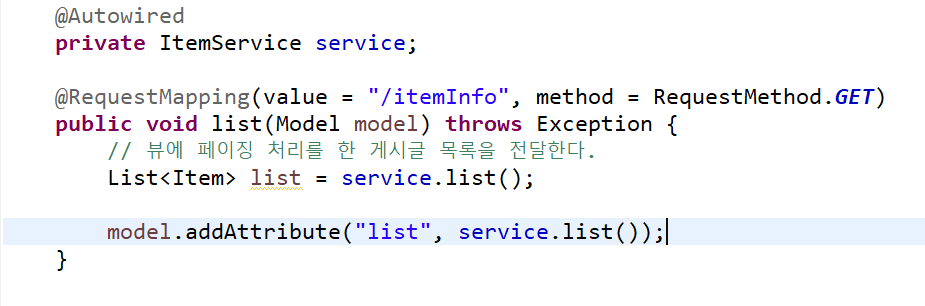 @Autowired
private ItemService service;
@RequestMapping(value = "/itemInfo", method = RequestMethod.GET)
public void list(Model model) throws Exception {
// 뷰에 페이징 처리를 한 게시글 목록을 전달한다.
List<Item> list = service.list();
model.addAttribute("list", service.list());
}